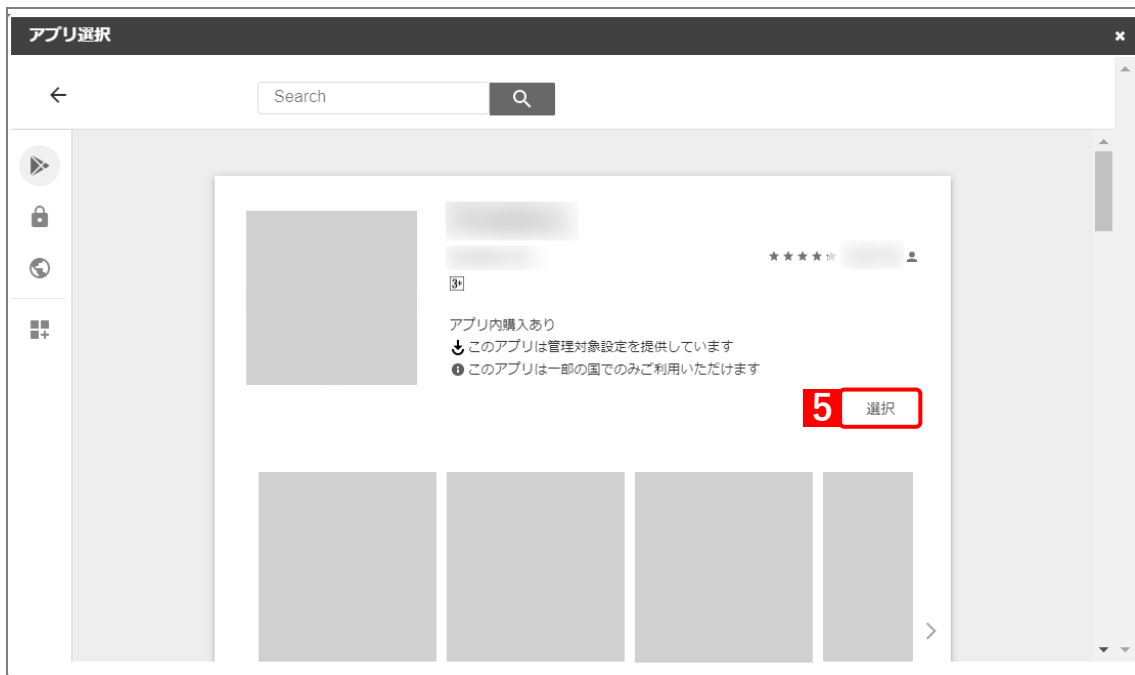 アプリ選択
Search
3+
アプリ内購入あり
このアプリは管理対象設定を提供しています
このアプリは一部の国でのみご利用いただけます
5 選択